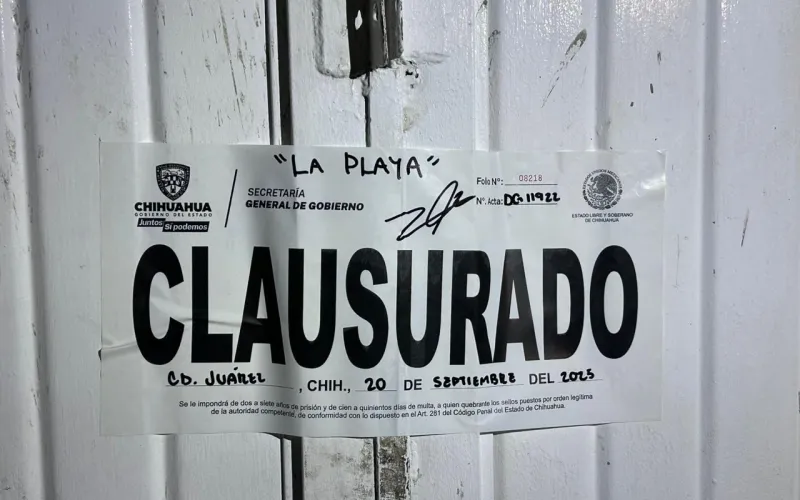 "LA PLAYA"
CHIHUAHUA
GOBIERNO DEL ESTADO
Juntos Sí podemos
SECRETARÍA
GENERAL DE GOBIERNO
Folio Nº: 08218
Nº. Acta: DG. 11922
ESTADO LIBRE Y SOBERANO
DE CHIHUAHUA
CLAUSURADO
CD. JUÁREZ, CHIH., 20 DE SEPTIEMBRE DEL 2025
Se le impondrá de dos a siete años de prisión y de cien a quinientos días de multa, a quien quebrante los sellos puestos por orden legítima
de la autoridad competente, de conformidad con lo dispuesto en el Art. 281 del Código Penal del Estado de Chihuahua.